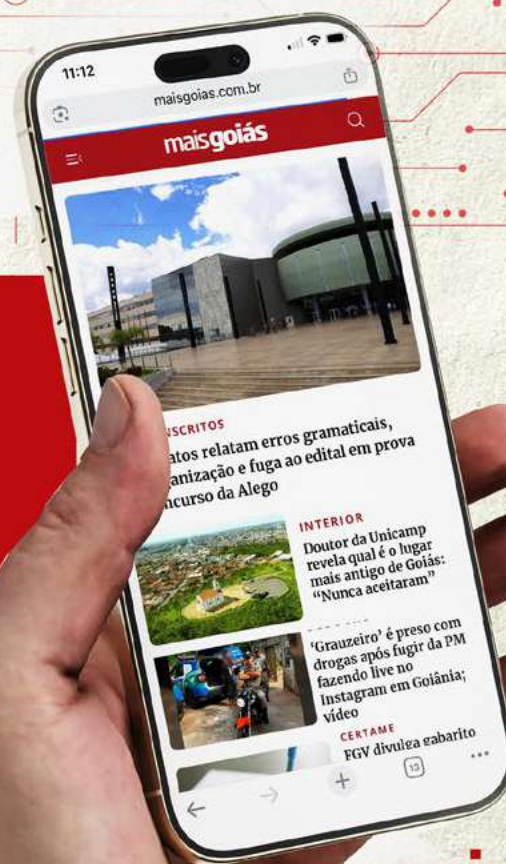 11:12
maisgoias.com.br
maisgoiás
NSCRITOS
atos relatam erros gramaticais,
anização e fuga ao edital em prova
ncurso da Alego
INTERIOR
Doutor da Unicamp
revela qual é o lugar
mais antigo de Goiás:
“Nunca aceitaram”
‘Grauzeiro’ é preso com
drogas após fugir da PM
fazendo live no
Instagram em Goiânia;
vídeo
CERTAME
FGV divulga gabarito
13